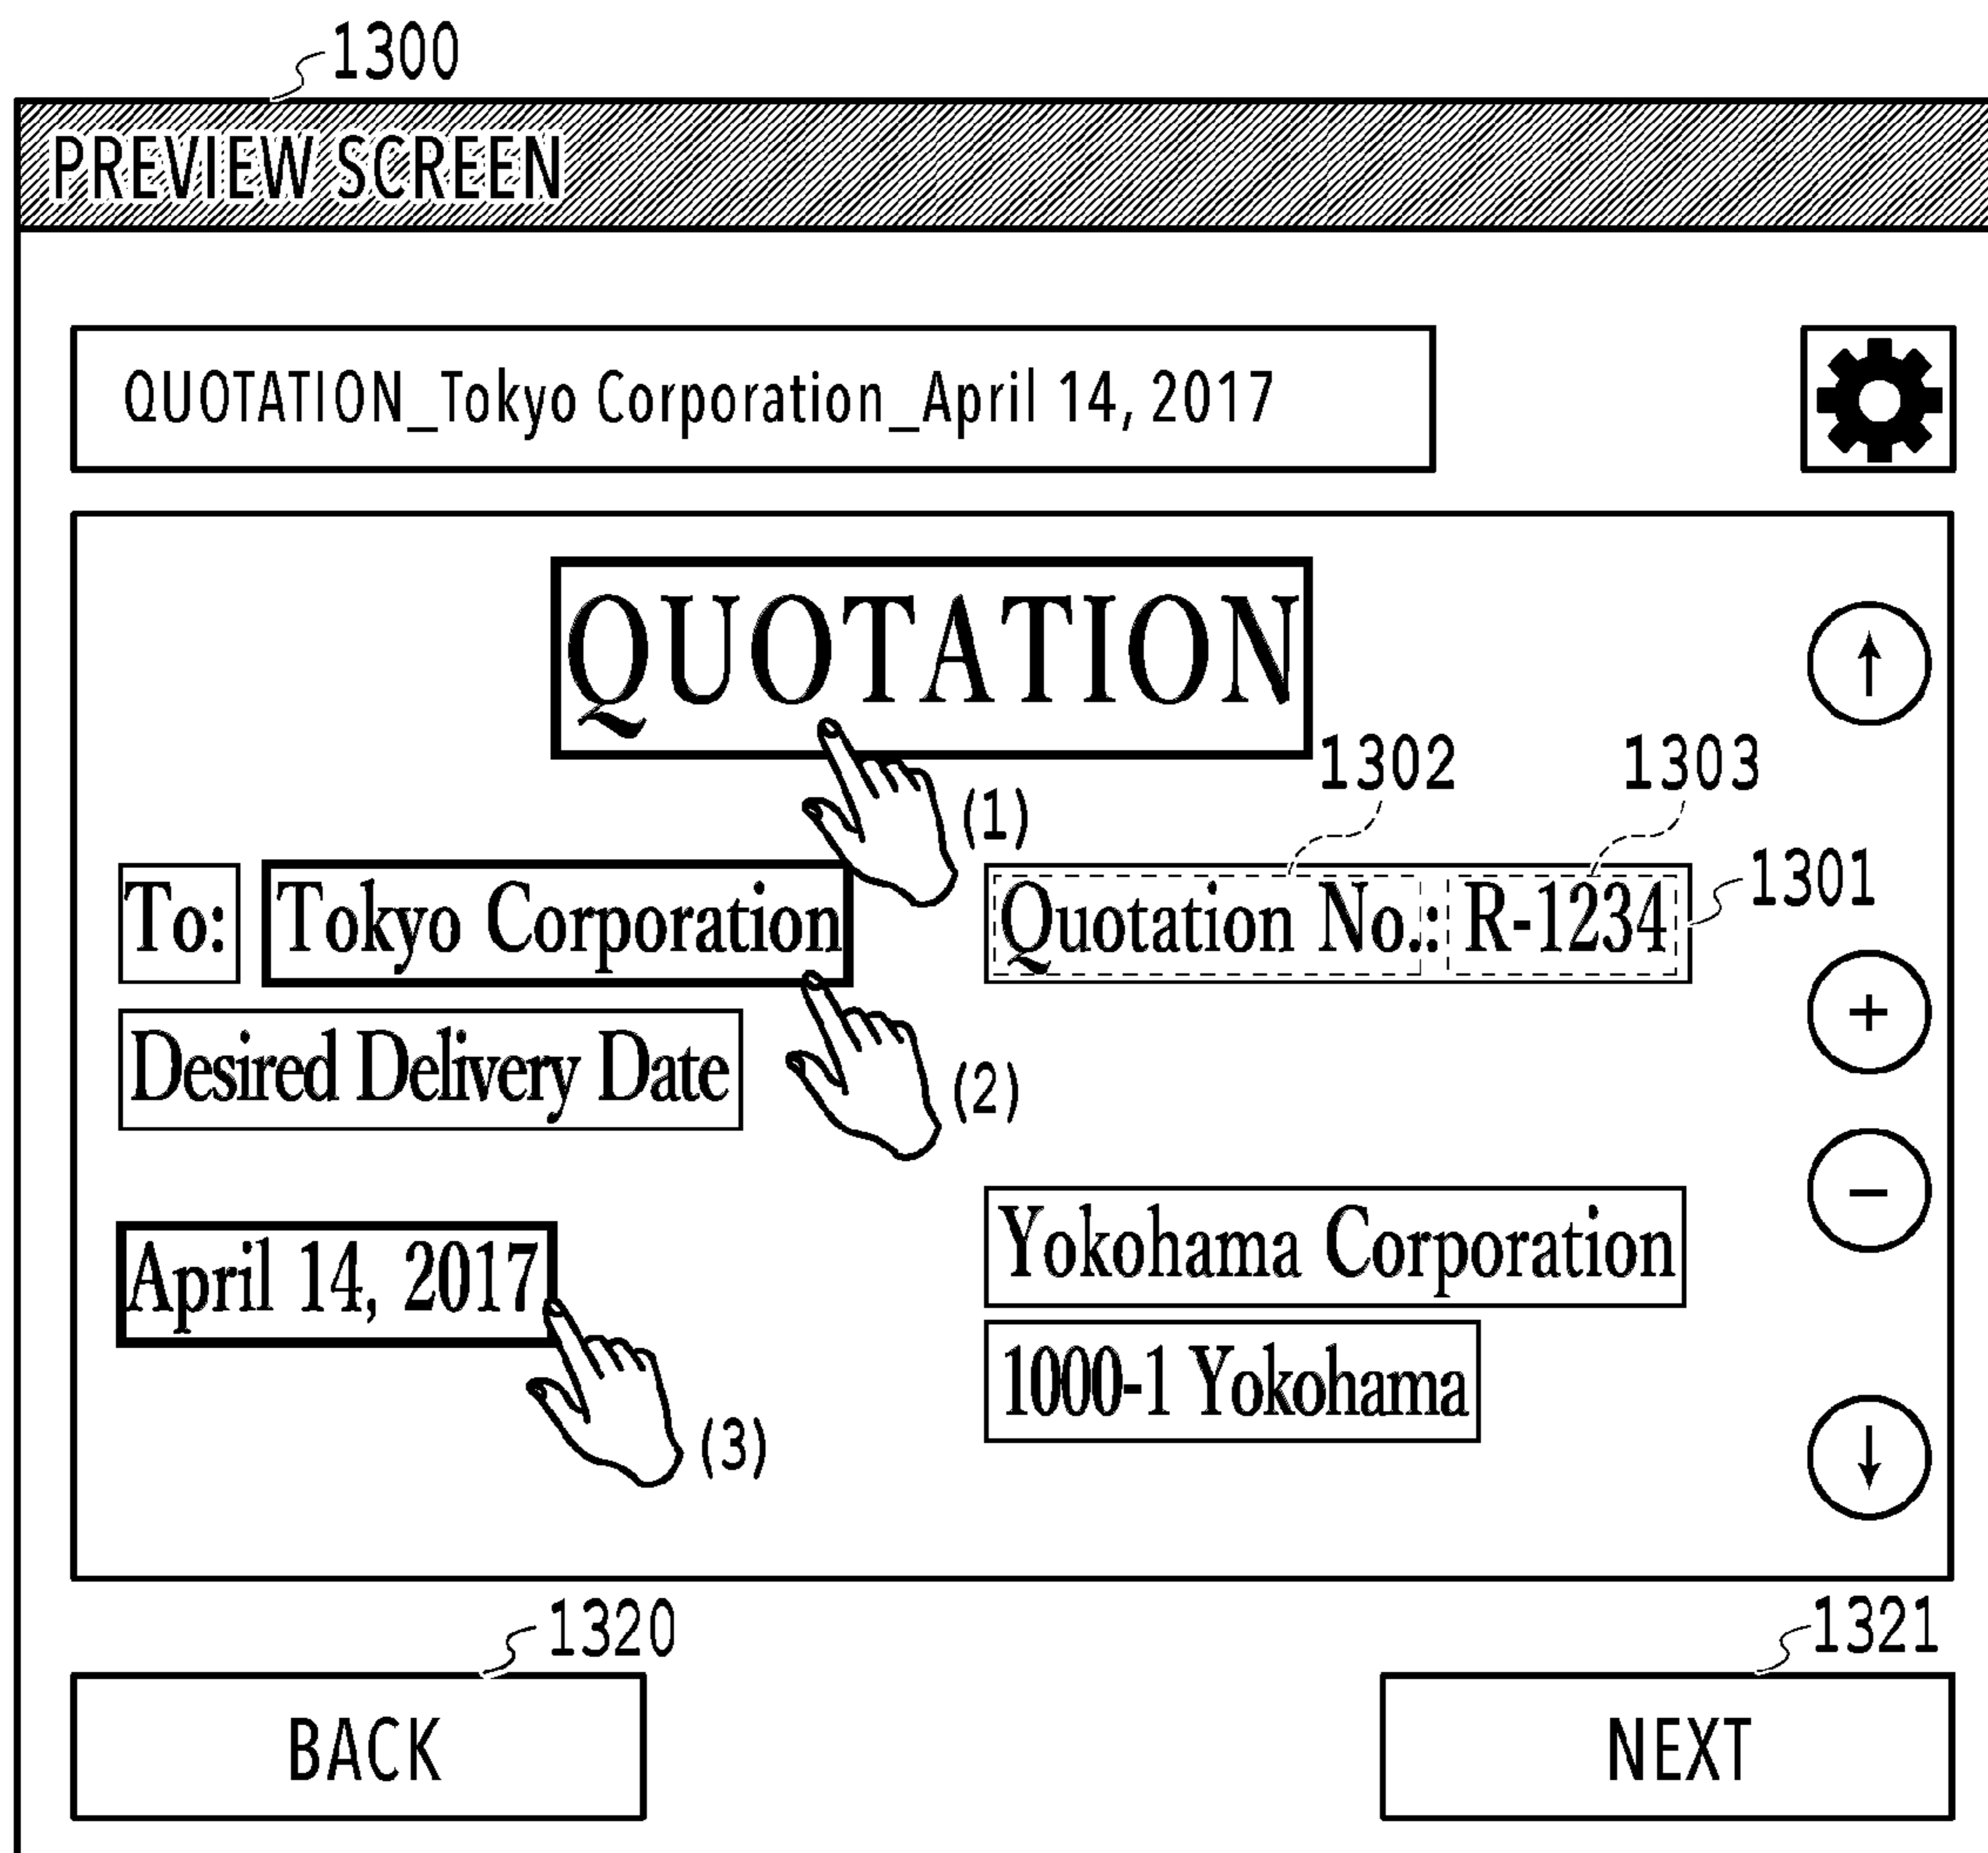 1300
PREVIEW SCREEN
QUOTATION_Tokyo Corporation_April 14, 2017
QUOTATION
(1)
1302
1303
To: Tokyo Corporation
Quotation No.: R-1234
1301
Desired Delivery Date
(2)
April 14, 2017
Yokohama Corporation
1000-1 Yokohama
(3)
1320
1321
BACK
NEXT